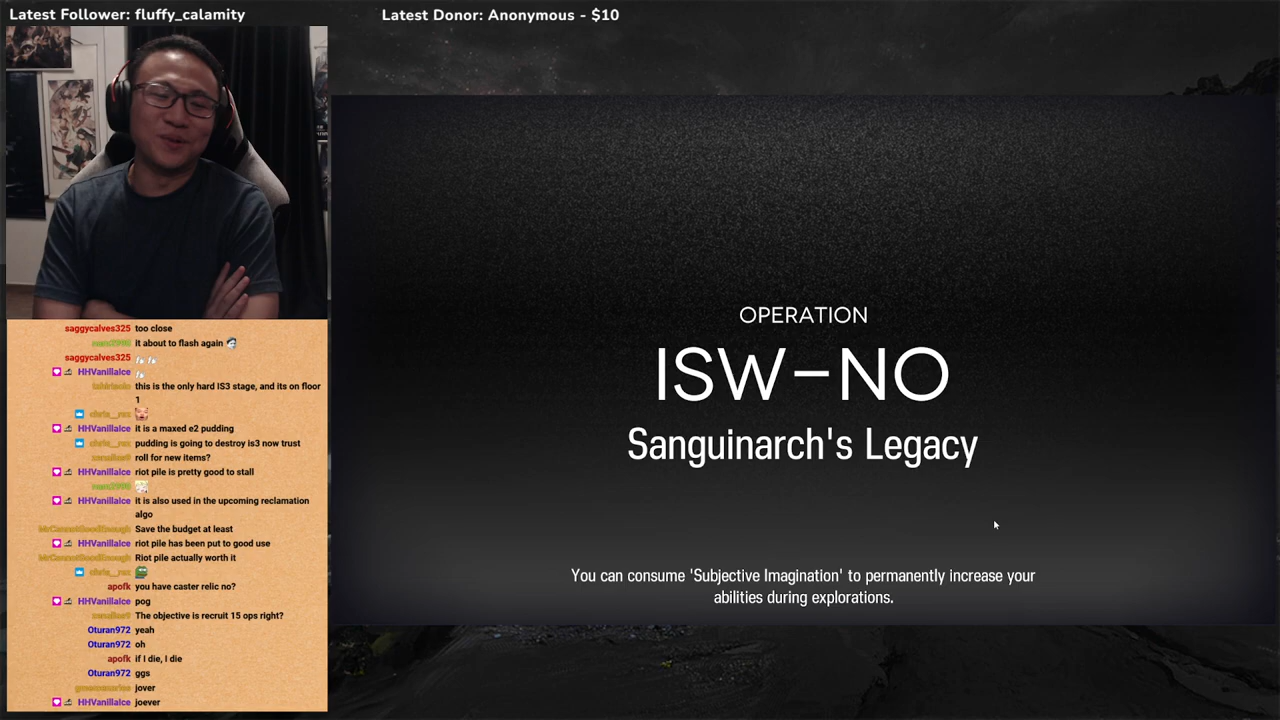 Latest Follower: fluffy_calamity
Latest Donor: Anonymous - $10
saggycalves325 too close
it about to flash again
saggycalves325
HHVanillaIce
this is the only hard IS3 stage, and its on floor
1
chris__rex
HHVanillaIce it is a maxed e2 pudding
chris__rex pudding is going to destroy is3 now trust
roll for new items?
HHVanillaIce riot pile is pretty good to stall
HHVanillaIce it is also used in the upcoming reclamation
algo
MrCannotGoodEnough Save the budget at least
HHVanillaIce riot pile has been put to good use
MrCannotGoodEnough Riot pile actually worth it
chris__rex
apofk you have caster relic no?
HHVanillaIce pog
The objective is recruit 15 ops right?
Oturan972 yeah
Oturan972 oh
apofk if I die, I die
Oturan972 ggs
jover
HHVanillaIce joever
OPERATION
ISW-NO
Sanguinarch's Legacy
You can consume 'Subjective Imagination' to permanently increase your
abilities during explorations.